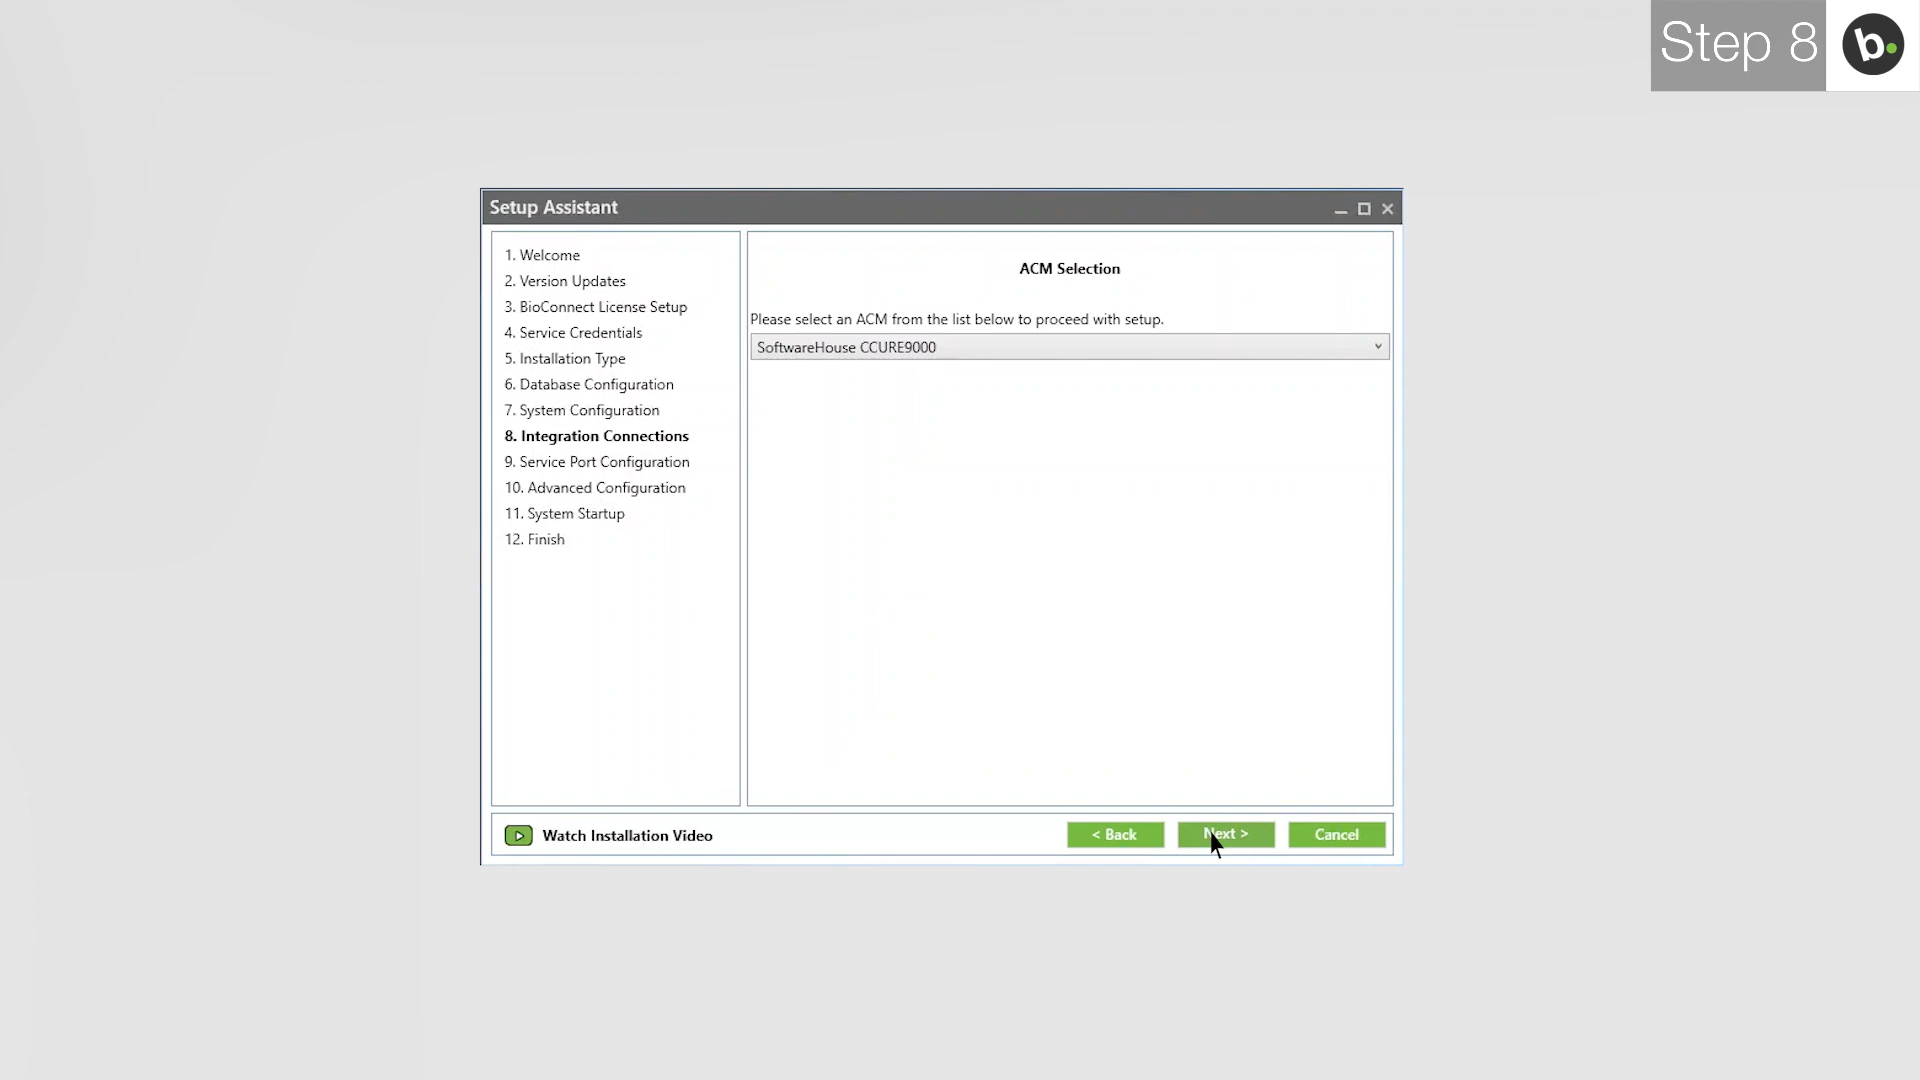 Step 8
b.
Setup Assistant
1. Welcome
2. Version Updates
3. BioConnect License Setup
4. Service Credentials
5. Installation Type
6. Database Configuration
7. System Configuration
8. Integration Connections
9. Service Port Configuration
10. Advanced Configuration
11. System Startup
12. Finish
ACM Selection
Please select an ACM from the list below to proceed with setup.
SoftwareHouse CCURE9000
Watch Installation Video
< Back
Next >
Cancel